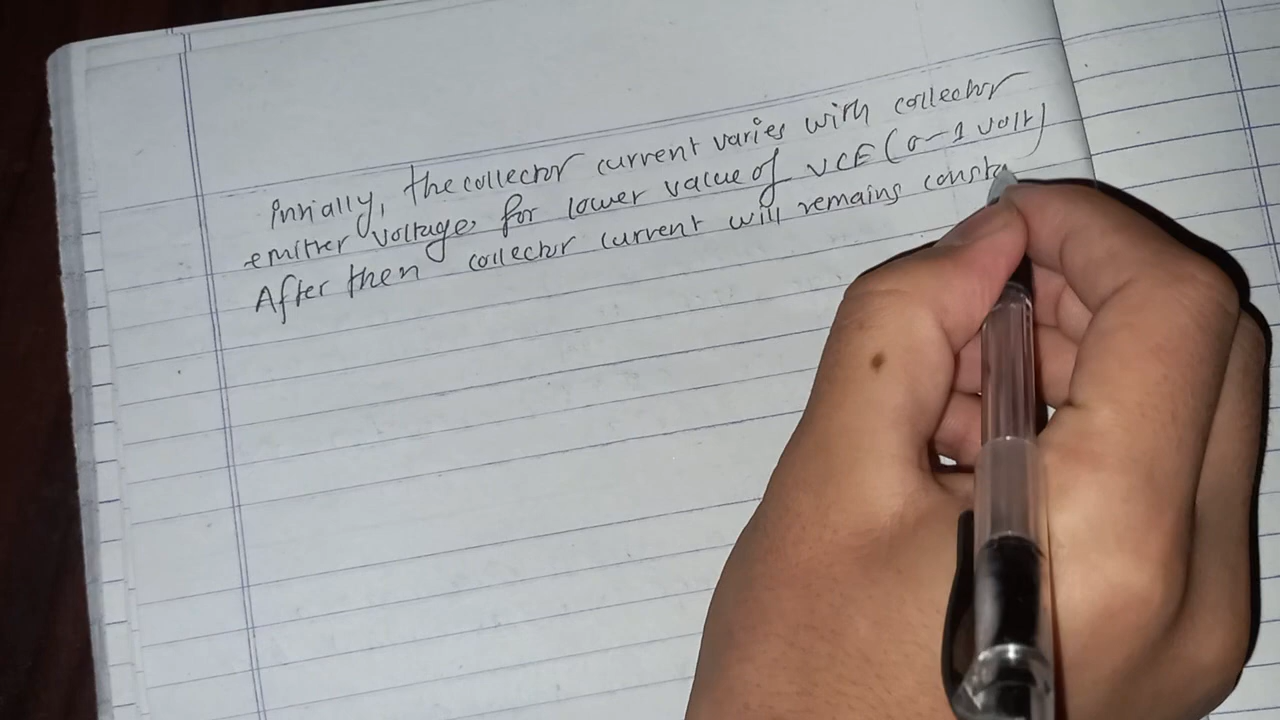 Initially, the collector current varies with collector
emitter voltage, for lower value of VCE (0-1 volt)
After then collector current will remains consta